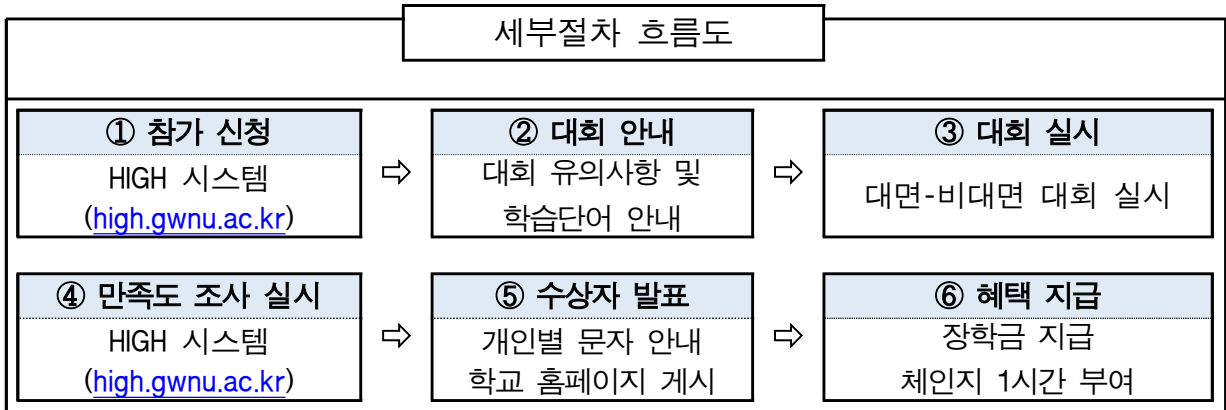 세부절차 흐름도
① 참가 신청
HIGH 시스템
(high.gwnu.ac.kr)
⇨
② 대회 안내
대회 유의사항 및
학습단어 안내
⇨
③ 대회 실시
대면-비대면 대회 실시
④ 만족도 조사 실시
HIGH 시스템
(high.gwnu.ac.kr)
⇨
⑤ 수상자 발표
개인별 문자 안내
학교 홈페이지 게시
⇨
⑥ 혜택 지급
장학금 지급
체인지 1시간 부여